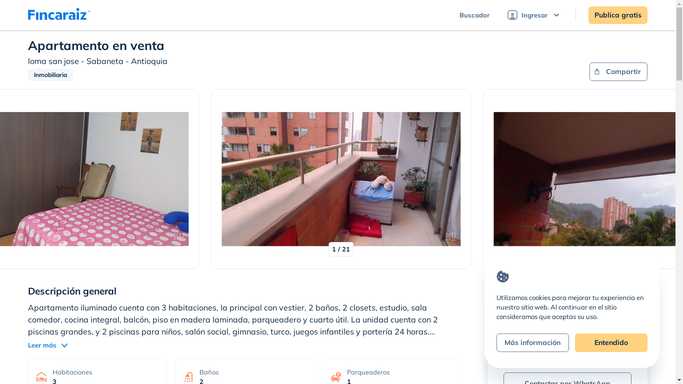 Fincaraiz
Buscador
Ingresar
Publica gratis
Apartamento en venta
loma san jose - Sabaneta - Antioquia
Inmobiliaria
Compartir
1 / 21
Descripción general
Apartamento iluminado cuenta con 3 habitaciones, la principal con vestier, 2 baños, 2 closets, estudio, sala
comedor, cocina integral, balcón, piso en madera laminada, parqueadero y cuarto útil. La unidad cuenta con 2
piscinas grandes, y 2 piscinas para niños, salón social, gimnasio, turco, juegos infantiles y portería 24 horas....
Leer más
Habitaciones
3
Baños
2
Parqueaderos
1
Utilizamos cookies para mejorar tu experiencia en
nuestro sitio web. Al continuar en el sitio
consideramos que aceptas su uso.
Más información
Entendido
Contactar por WhatsApp